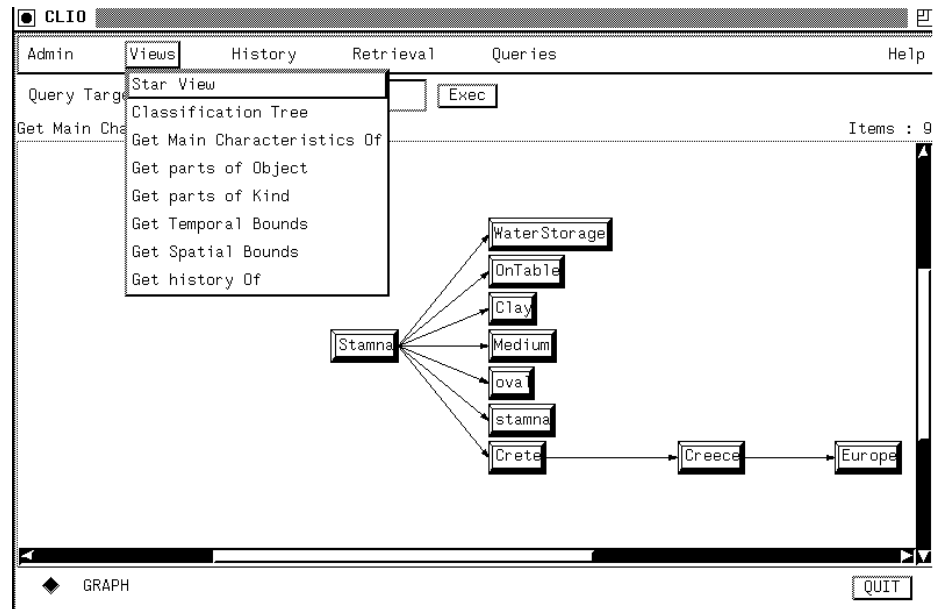 CLIO
Admin Views History Retrieval Queries Help
Query Targe Exec
Get Main Cha Items : 9
Star View
Classification Tree
Get Main Characteristics Of
Get parts of Object
Get parts of Kind
Get Temporal Bounds
Get Spatial Bounds
Get history Of
WaterStorage
OnTable
Clay
Stamna Medium
oval
stamna
Crete Creece Europe
GRAPH QUIT